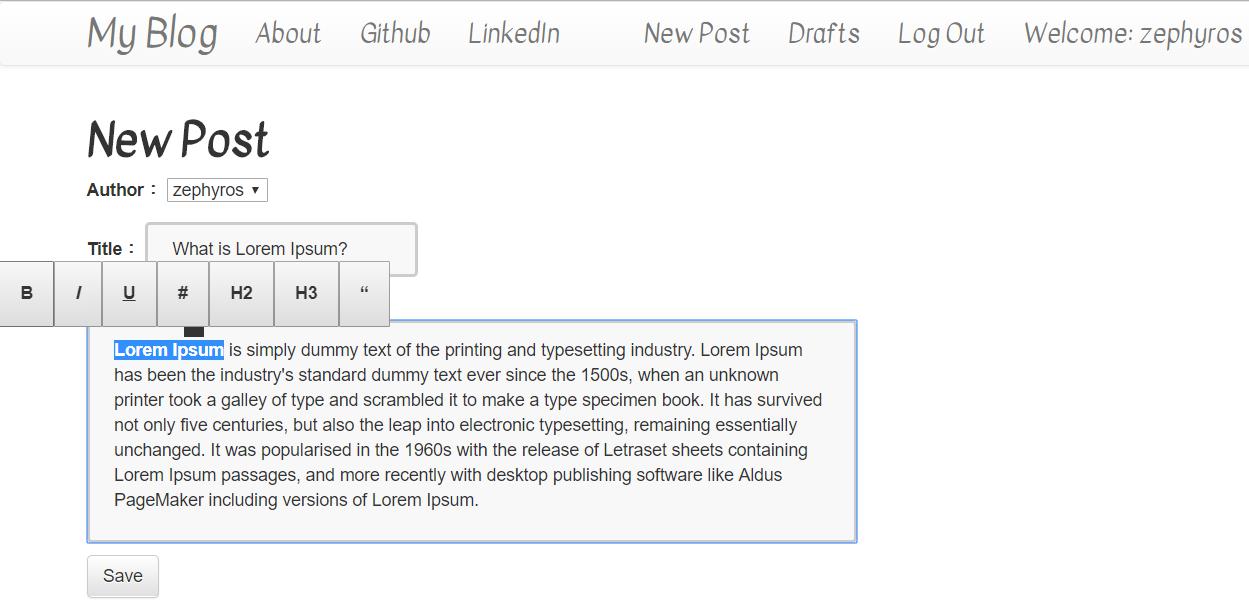 My Blog About Github LinkedIn New Post Drafts Log Out Welcome: zephyros
New Post
Author： zephyros ▼
Title： What is Lorem Ipsum?
B I U # H2 H3 “
Lorem Ipsum is simply dummy text of the printing and typesetting industry. Lorem Ipsum
has been the industry's standard dummy text ever since the 1500s, when an unknown
printer took a galley of type and scrambled it to make a type specimen book. It has survived
not only five centuries, but also the leap into electronic typesetting, remaining essentially
unchanged. It was popularised in the 1960s with the release of Letraset sheets containing
Lorem Ipsum passages, and more recently with desktop publishing software like Aldus
PageMaker including versions of Lorem Ipsum.
Save